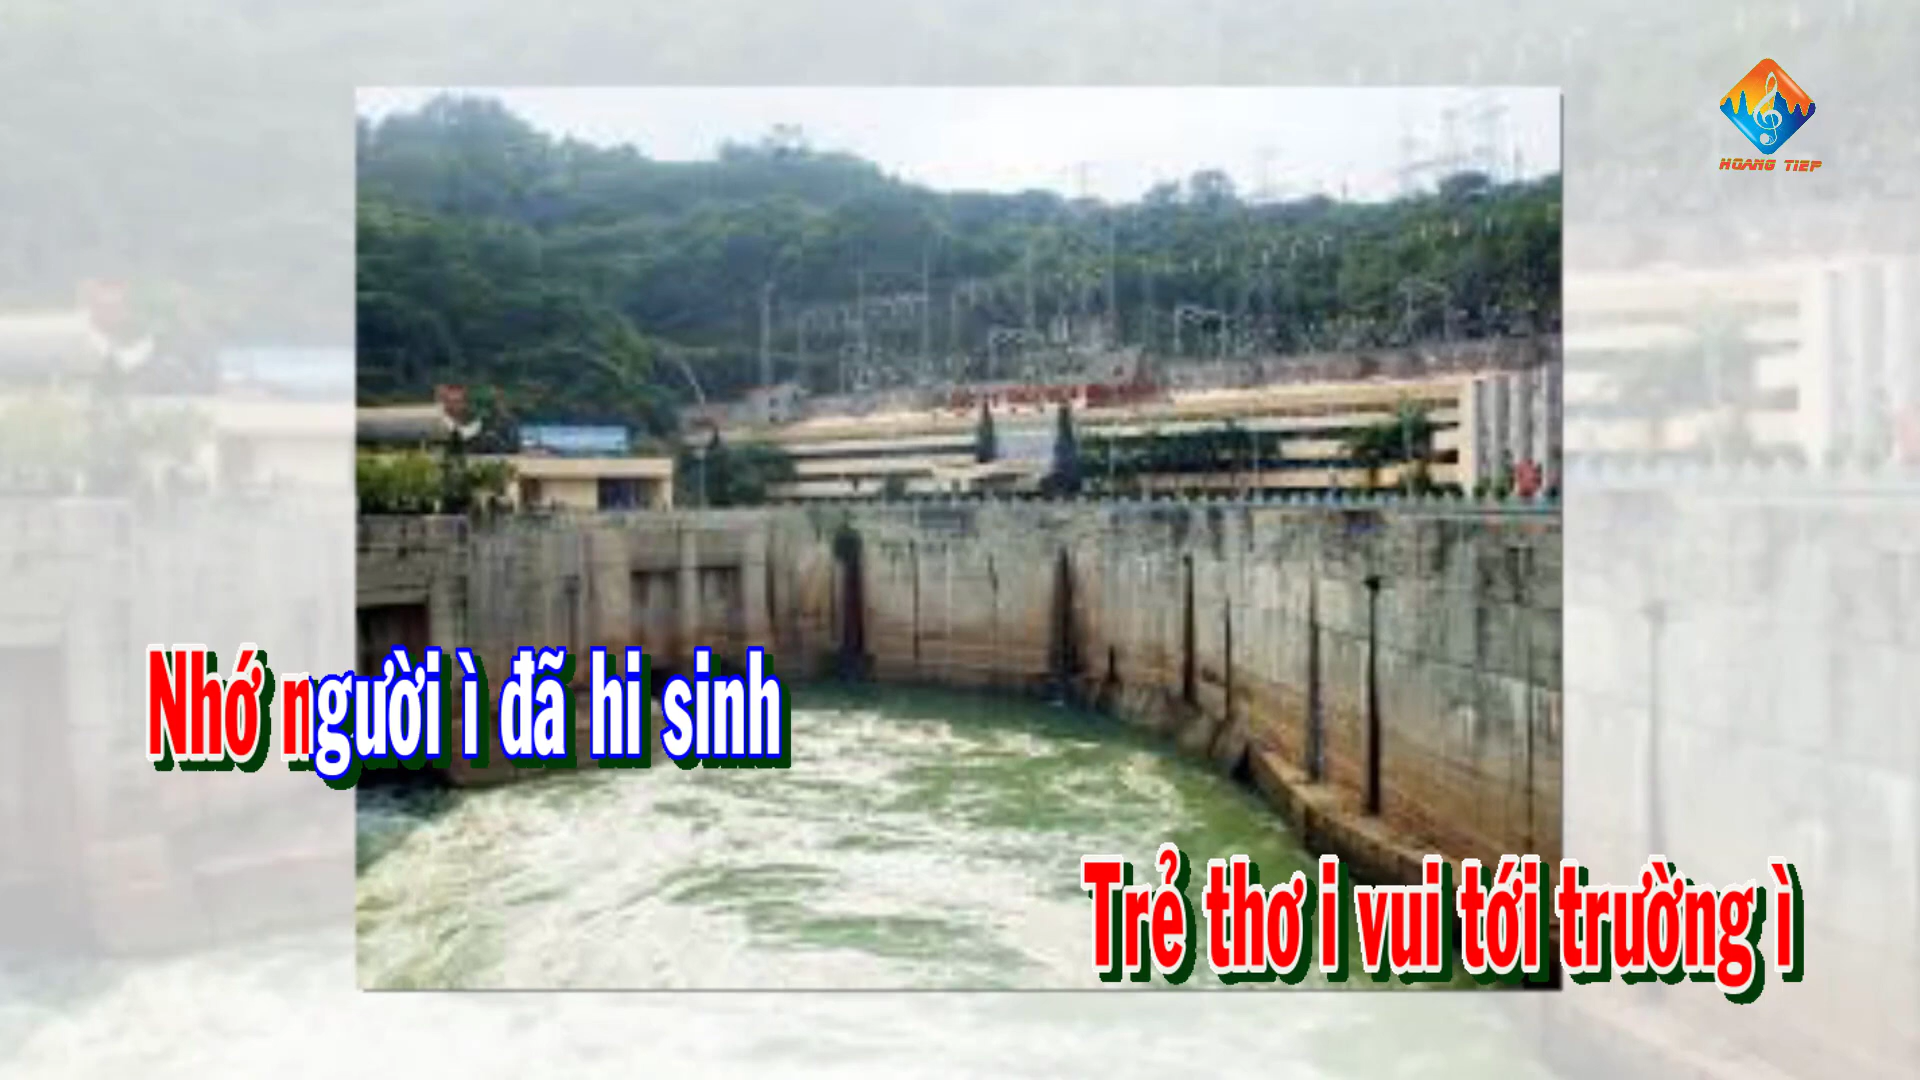 HOANG TIEP
Nhớ người ì đã hi sinh
Trẻ thơ i vui tới trường ì